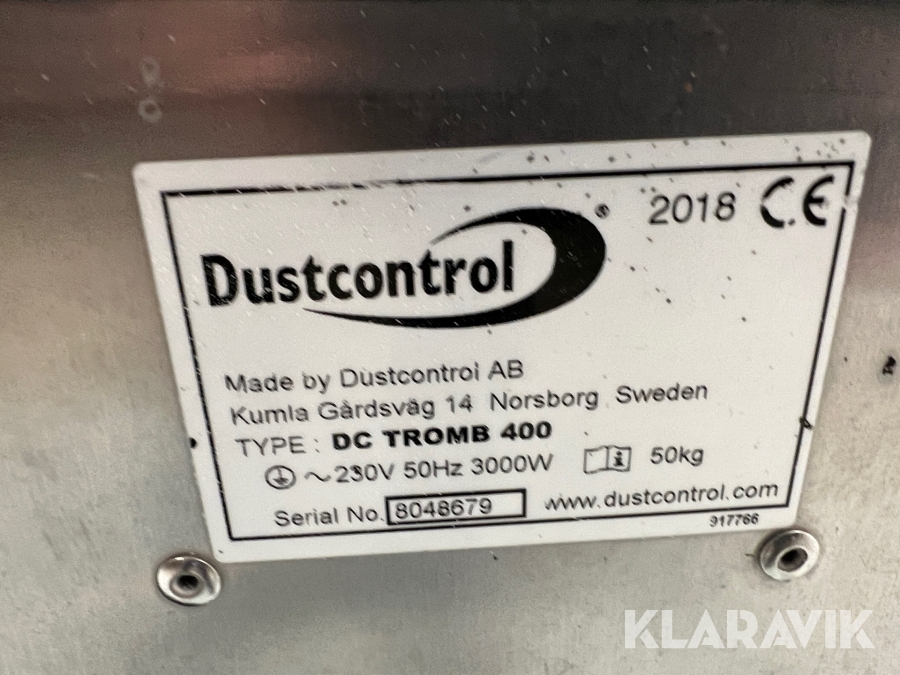 2018 CE
Dustcontrol®
Made by Dustcontrol AB
Kumla Gårdsväg 14 Norsborg Sweden
TYPE : DC TROMB 400
~230V 50Hz 3000W 50kg
Serial No. 8048679 www.dustcontrol.com
917766
KLARAVIK